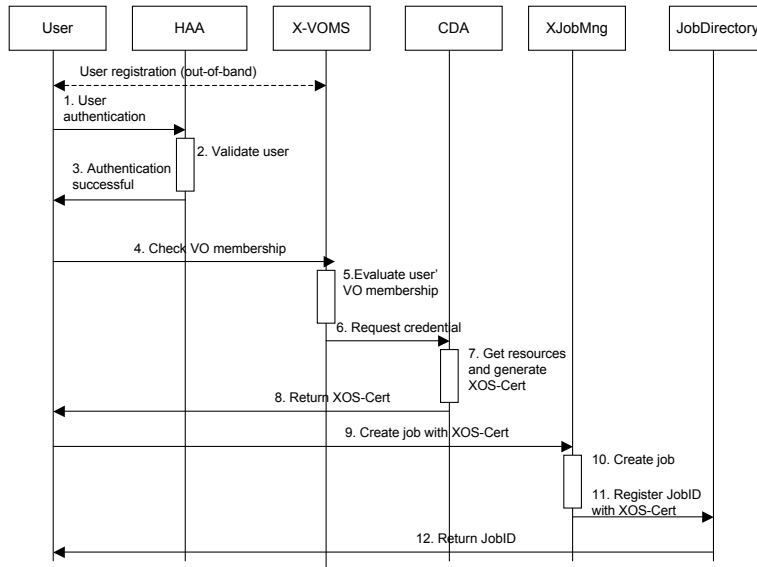 User
HAA
X-VOMS
CDA
XJobMng
JobDirectory
User registration (out-of-band)
1. User
authentication
2. Validate user
3. Authentication
successful
4. Check VO membership
5.Evaluate user'
VO membership
6. Request credential
7. Get resources
and generate
XOS-Cert
8. Return XOS-Cert
9. Create job with XOS-Cert
10. Create job
11. Register JobID
with XOS-Cert
12. Return JobID